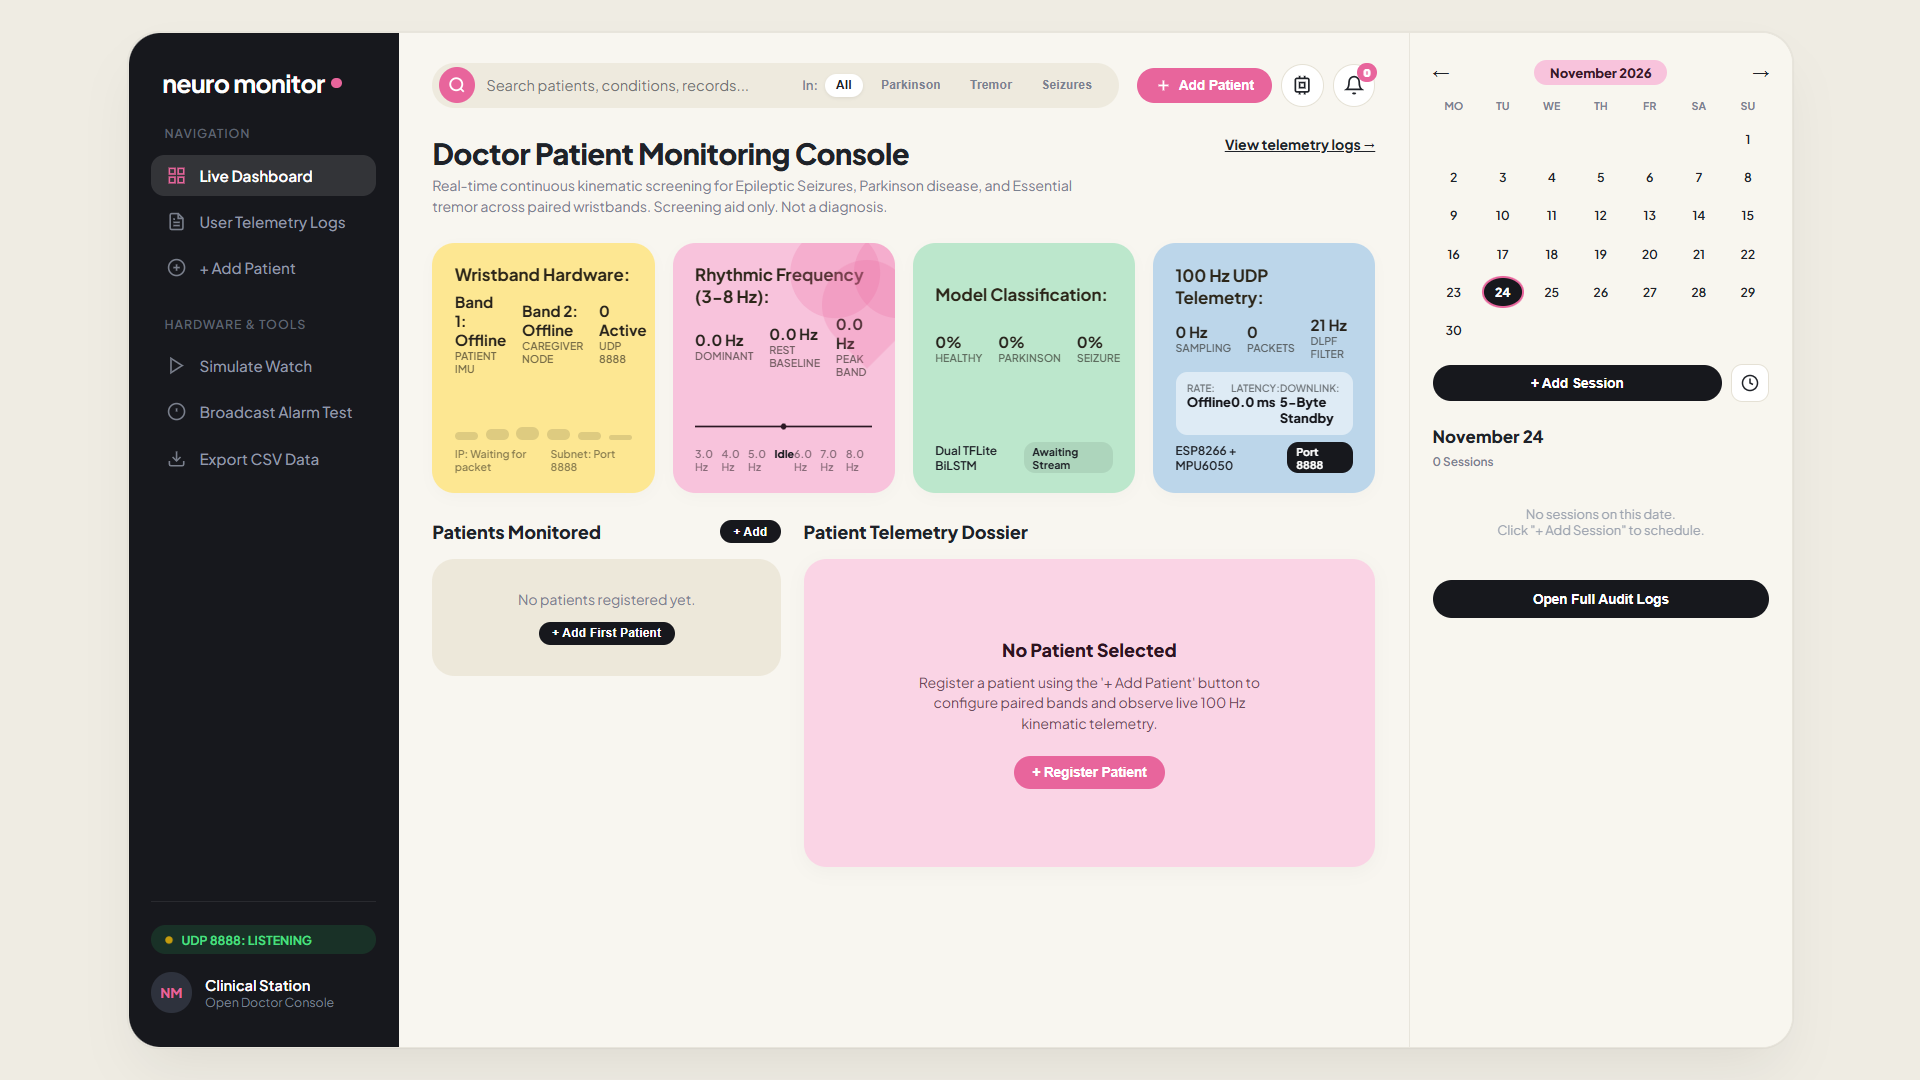 neuro monitor
NAVIGATION
Live Dashboard
User Telemetry Logs
+ Add Patient
HARDWARE & TOOLS
Simulate Watch
Broadcast Alarm Test
Export CSV Data
UDP 8888: LISTENING
NM
Clinical Station
Open Doctor Console
Search patients, conditions, records...
In: All Parkinson Tremor Seizures
+ Add Patient
0
Doctor Patient Monitoring Console
View telemetry logs →
Real-time continuous kinematic screening for Epileptic Seizures, Parkinson disease, and Essential
tremor across paired wristbands. Screening aid only. Not a diagnosis.
Wristband Hardware:
Band
1:
Offline
PATIENT
IMU
Band 2:
Offline
CAREGIVER
NODE
0
Active
UDP
8888
IP: Waiting for
packet
Subnet: Port
8888
Rhythmic Frequency
(3-8 Hz):
0.0 Hz
DOMINANT
0.0 Hz
REST
BASELINE
0.0
Hz
PEAK
BAND
3.0
Hz
4.0
Hz
5.0
Hz
Idle
6.0
Hz
7.0
Hz
8.0
Hz
Model Classification:
0%
HEALTHY
0%
PARKINSON
0%
SEIZURE
Dual TFLite
BiLSTM
Awaiting
Stream
100 Hz UDP
Telemetry:
0 Hz
SAMPLING
0
PACKETS
21 Hz
DLPF
FILTER
RATE:
Offline
LATENCY:
0.0 ms
DOWNLINK:
5-Byte
Standby
ESP8266 +
MPU6050
Port
8888
Patients Monitored
+ Add
No patients registered yet.
+ Add First Patient
Patient Telemetry Dossier
No Patient Selected
Register a patient using the '+ Add Patient' button to
configure paired bands and observe live 100 Hz
kinematic telemetry.
+ Register Patient
← November 2026 →
MO TU WE TH FR SA SU
1
2 3 4 5 6 7 8
9 10 11 12 13 14 15
16 17 18 19 20 21 22
23 24 25 26 27 28 29
30
+ Add Session
November 24
0 Sessions
No sessions on this date.
Click "+ Add Session" to schedule.
Open Full Audit Logs